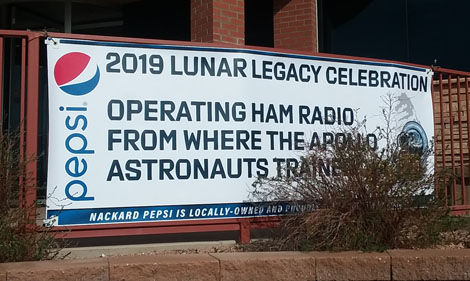 2019 LUNAR LEGACY CELEBRATION
pepsi
OPERATING HAM RADIO
FROM WHERE THE APOLLO
ASTRONAUTS
NACKARD PEPSI IS LOCALLY-OWNED AND